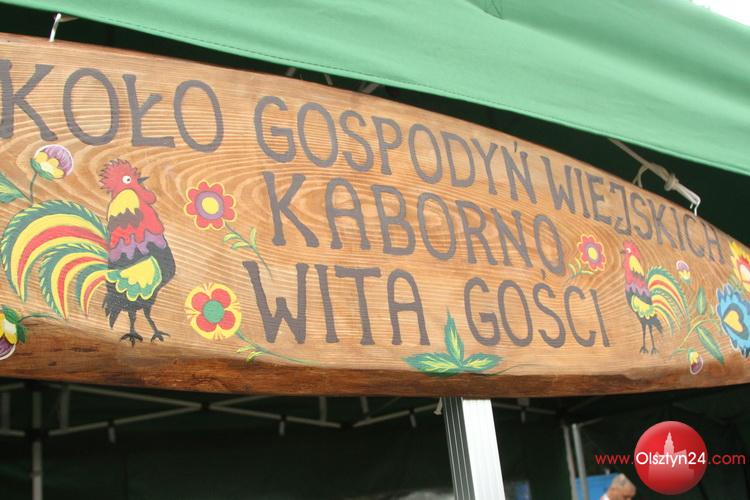 KOŁO GOSPODYŃ WIEJSKICH
KABORNO
WITA GOŚCI
www.Olsztyn24.com